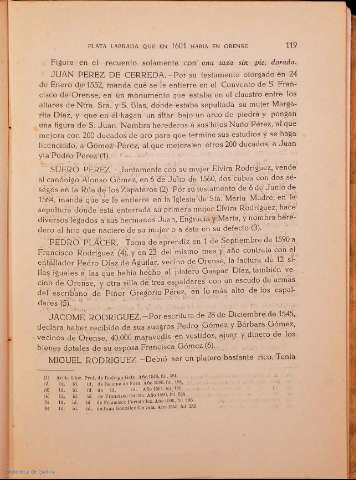 PLATA LABRADA QUE EN 1601 HABIA EN ORENSE 119
Figura en el recuento solamente con una taza sin pie, dorada.
JUAN PEREZ DE CERREDA.—Por su testamento otorgado en 24
de Enero de 1552, manda que se le entierre en el Convento de S. Fran-
cisco de Orense, en un monumento que estaba en el claustro entre los
altares de Ntra. Sra. y S. Blas, donde estaba sepultada su mujer Marga-
rita Díaz, y que en él hagan un altar bajo un arco de piedra y pongan
una figura de S. Juan. Nombra herederos a sus hijos Nuño Pérez, al que
mejora con 200 ducados de oro para que termine sus estudios y se haga
licenciado, a Gómez Pérez, al que mejora en otros 200 ducados, a Juan
y a Pedro Perez (1).
SUERO PEREZ.—Juntamente con su mujer Elvira Rodríguez, vende
al canónigo Alonso Gómez, en 6 de Julio de 1560, dos cubas con dos se-
ségos en la Rúa de los Zapateros (2). Por su testamento de 6 de Junio de
1564, manda que se le entierre en la Iglesia de Sta. María Madre, en la
sepultura donde está enterrada su primera mujer Elvira Rodríguez, hace
diversos legados a sus hermanos Juan, Engracia y María, y nombra here-
dero al hijo que naciere de su mujer o a ésta en su defecto (3).
PEDRO PLACER.—Toma de aprendiz en 1 de Septiembre de 1590 a
Francisco Rodríguez (4), y en 23 del mismo mes y año contrata con el
entallador Pedro Díaz de Aguilar, vecino de Orense, la factura de 12 si-
llas iguales a las que había hecho al platero Gaspar Díaz, también ve-
cino de Orense, y otra silla de tres espaldares con un escudo de armas
del escribano de Piñor Gregorio Pérez, en lo más alto de los espal-
dares (5).
JACOME RODRIGUEZ.—Por escritura de 28 de Diciembre de 1545,
declara haber recibido de sus suegros Pedro Gómez y Bárbara Gómez,
vecinos de Orense, 40.000 maravedis en vestidos, ajuar y dinero de los
bienes dotales de su esposa Francisca Gómez (6).
MIGUEL RODRIGUEZ.—Debió ser un platero bastante rico. Tenía